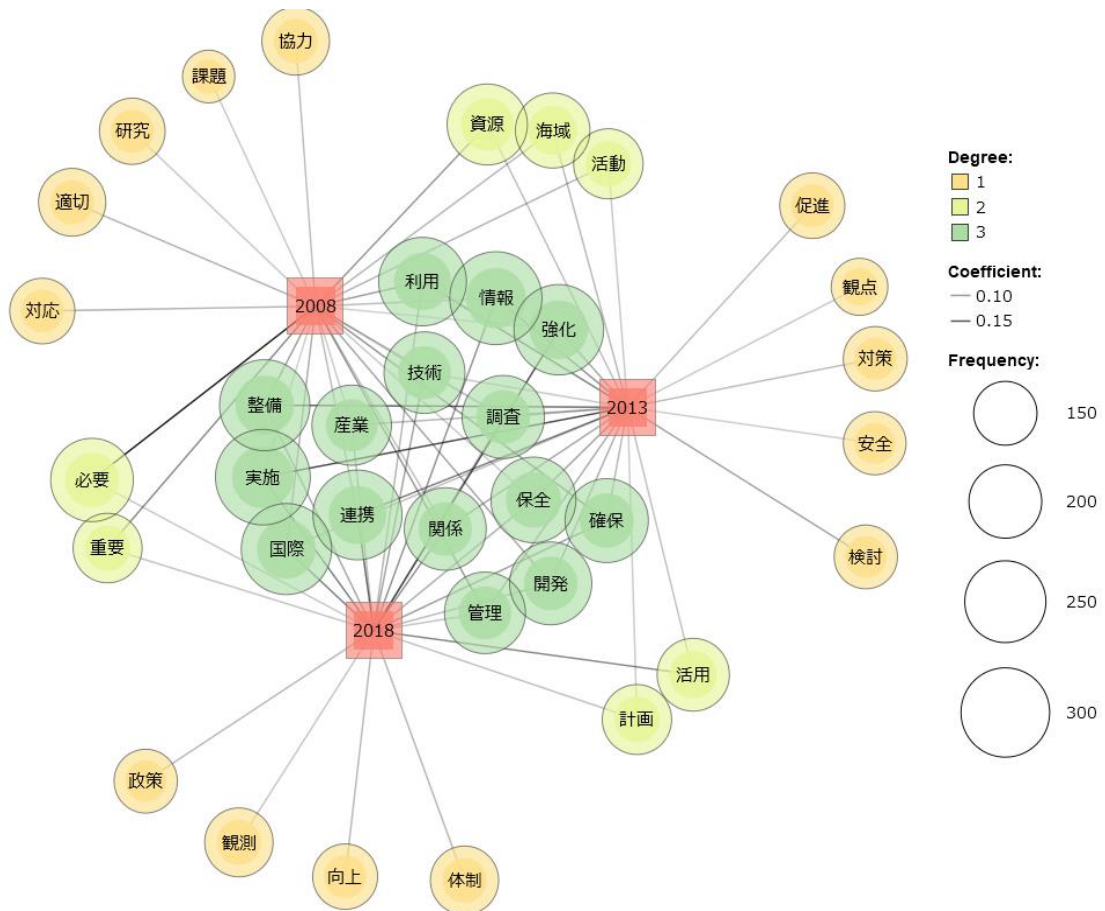 協力
課題
研究
適切
対応
資源
海域
活動
促進
観点
対策
安全
検討
2008
2013
2018
利用
情報
強化
技術
整備
産業
調査
実施
連携
関係
保全
確保
国際
管理
開発
必要
重要
活用
計画
政策
観測
向上
体制
Degree:
1
2
3
Coefficient:
0.10
0.15
Frequency:
150
200
250
300